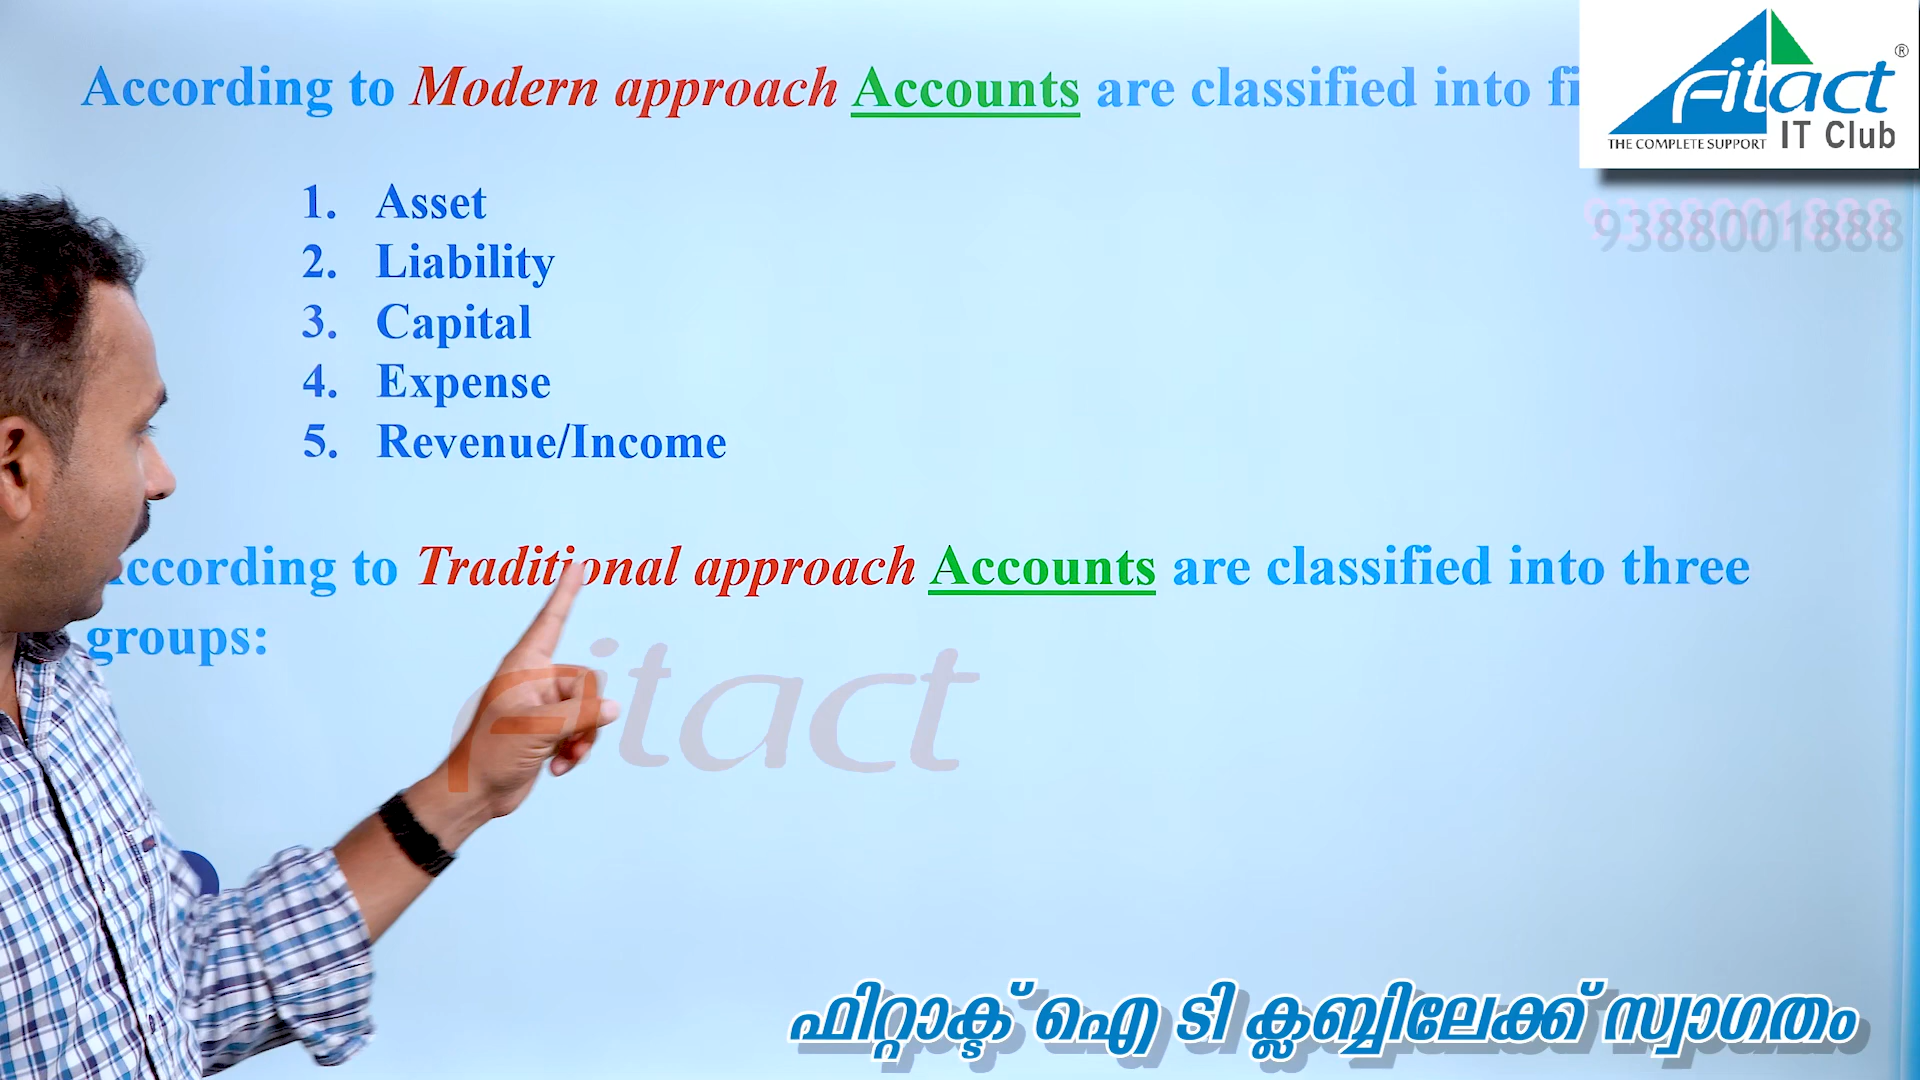 According to Modern approach Accounts are classified into
1. Asset
2. Liability
3. Capital
4. Expense
5. Revenue/Income
According to Traditional approach Accounts are classified into three
groups:
Fitact ®
THE COMPLETE SUPPORT IT Club
9388001888
Fitact
ഫിറ്റാക്ട് ഐ ടി ക്ലബ്ബിലേക്ക് സ്വാഗതം